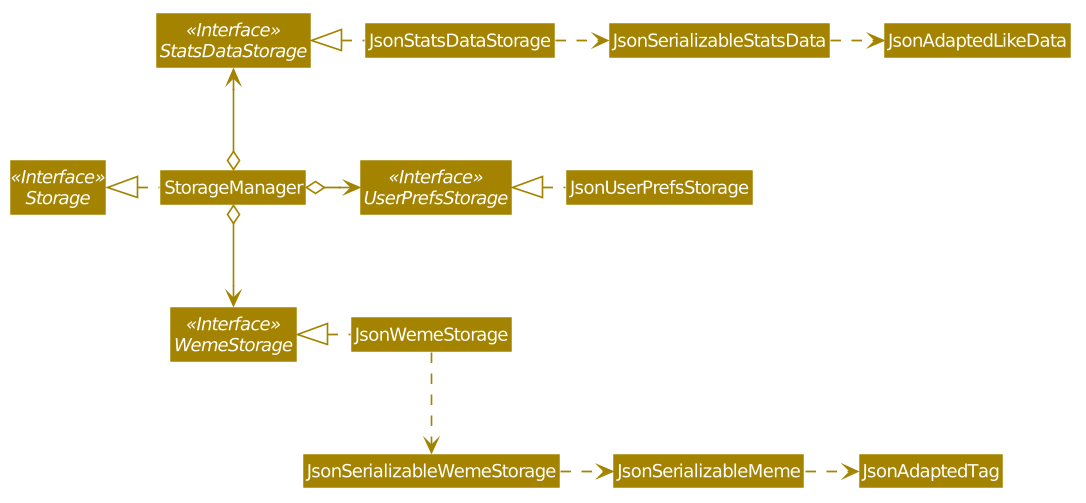 «Interface»
StatsDataStorage
JsonStatsDataStorage
JsonSerializableStatsData
JsonAdaptedLikeData
«Interface»
Storage
StorageManager
«Interface»
UserPrefsStorage
JsonUserPrefsStorage
«Interface»
WemeStorage
JsonWemeStorage
JsonSerializableWemeStorage
JsonSerializableMeme
JsonAdaptedTag